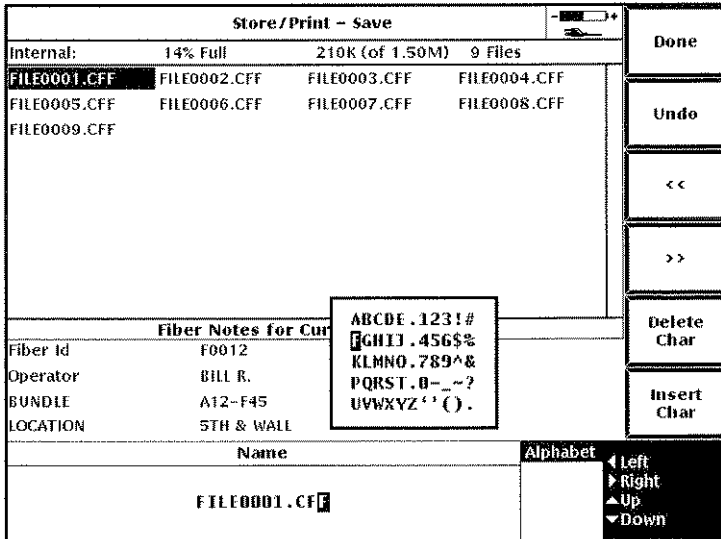 Store/Print – Save
Internal: 14% Full 210K (of 1.50M) 9 Files
FILE0001.CFF FILE0002.CFF FILE0003.CFF FILE0004.CFF
FILE0005.CFF FILE0006.CFF FILE0007.CFF FILE0008.CFF
FILE0009.CFF
Fiber Notes for Cur
Fiber Id F0012
Operator BILL R.
BUNDLE A12-F45
LOCATION 5TH & WALL
ABCDE.123!#
FGHIJ.456$%
KLMNO.789^&
PQRST.0-_~?
UVWXYZ‘’().
Name
FILE0001.CFF
Alphabet
Left
Right
Up
Down
Done
Undo
<<
>>
Delete
Char
Insert
Char